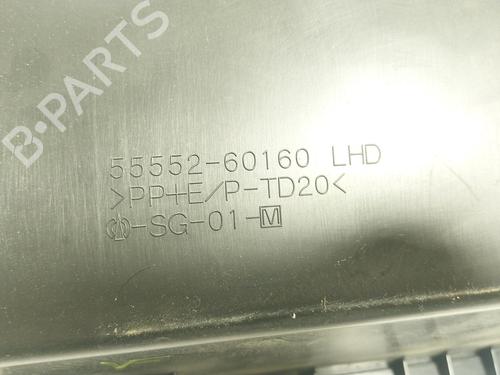 B-PARTS
55552-60160 LHD
>PP+E/P-TD20<
-SG-01-M